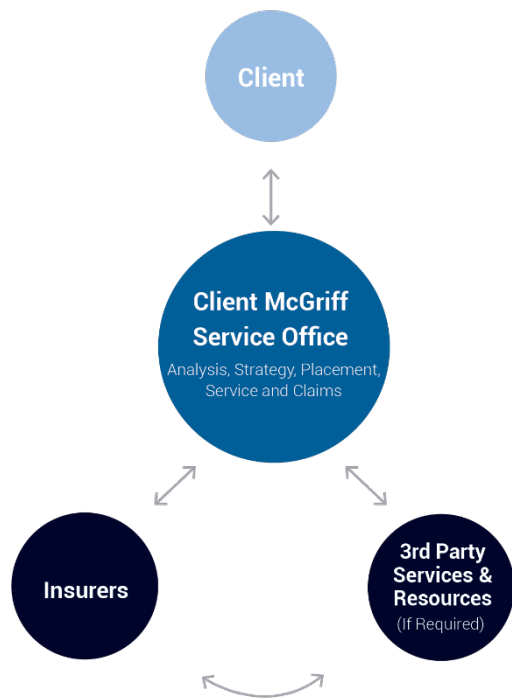 Client
Client McGriff
Service Office
Analysis, Strategy, Placement,
Service and Claims
Insurers
3rd Party
Services &
Resources
(If Required)